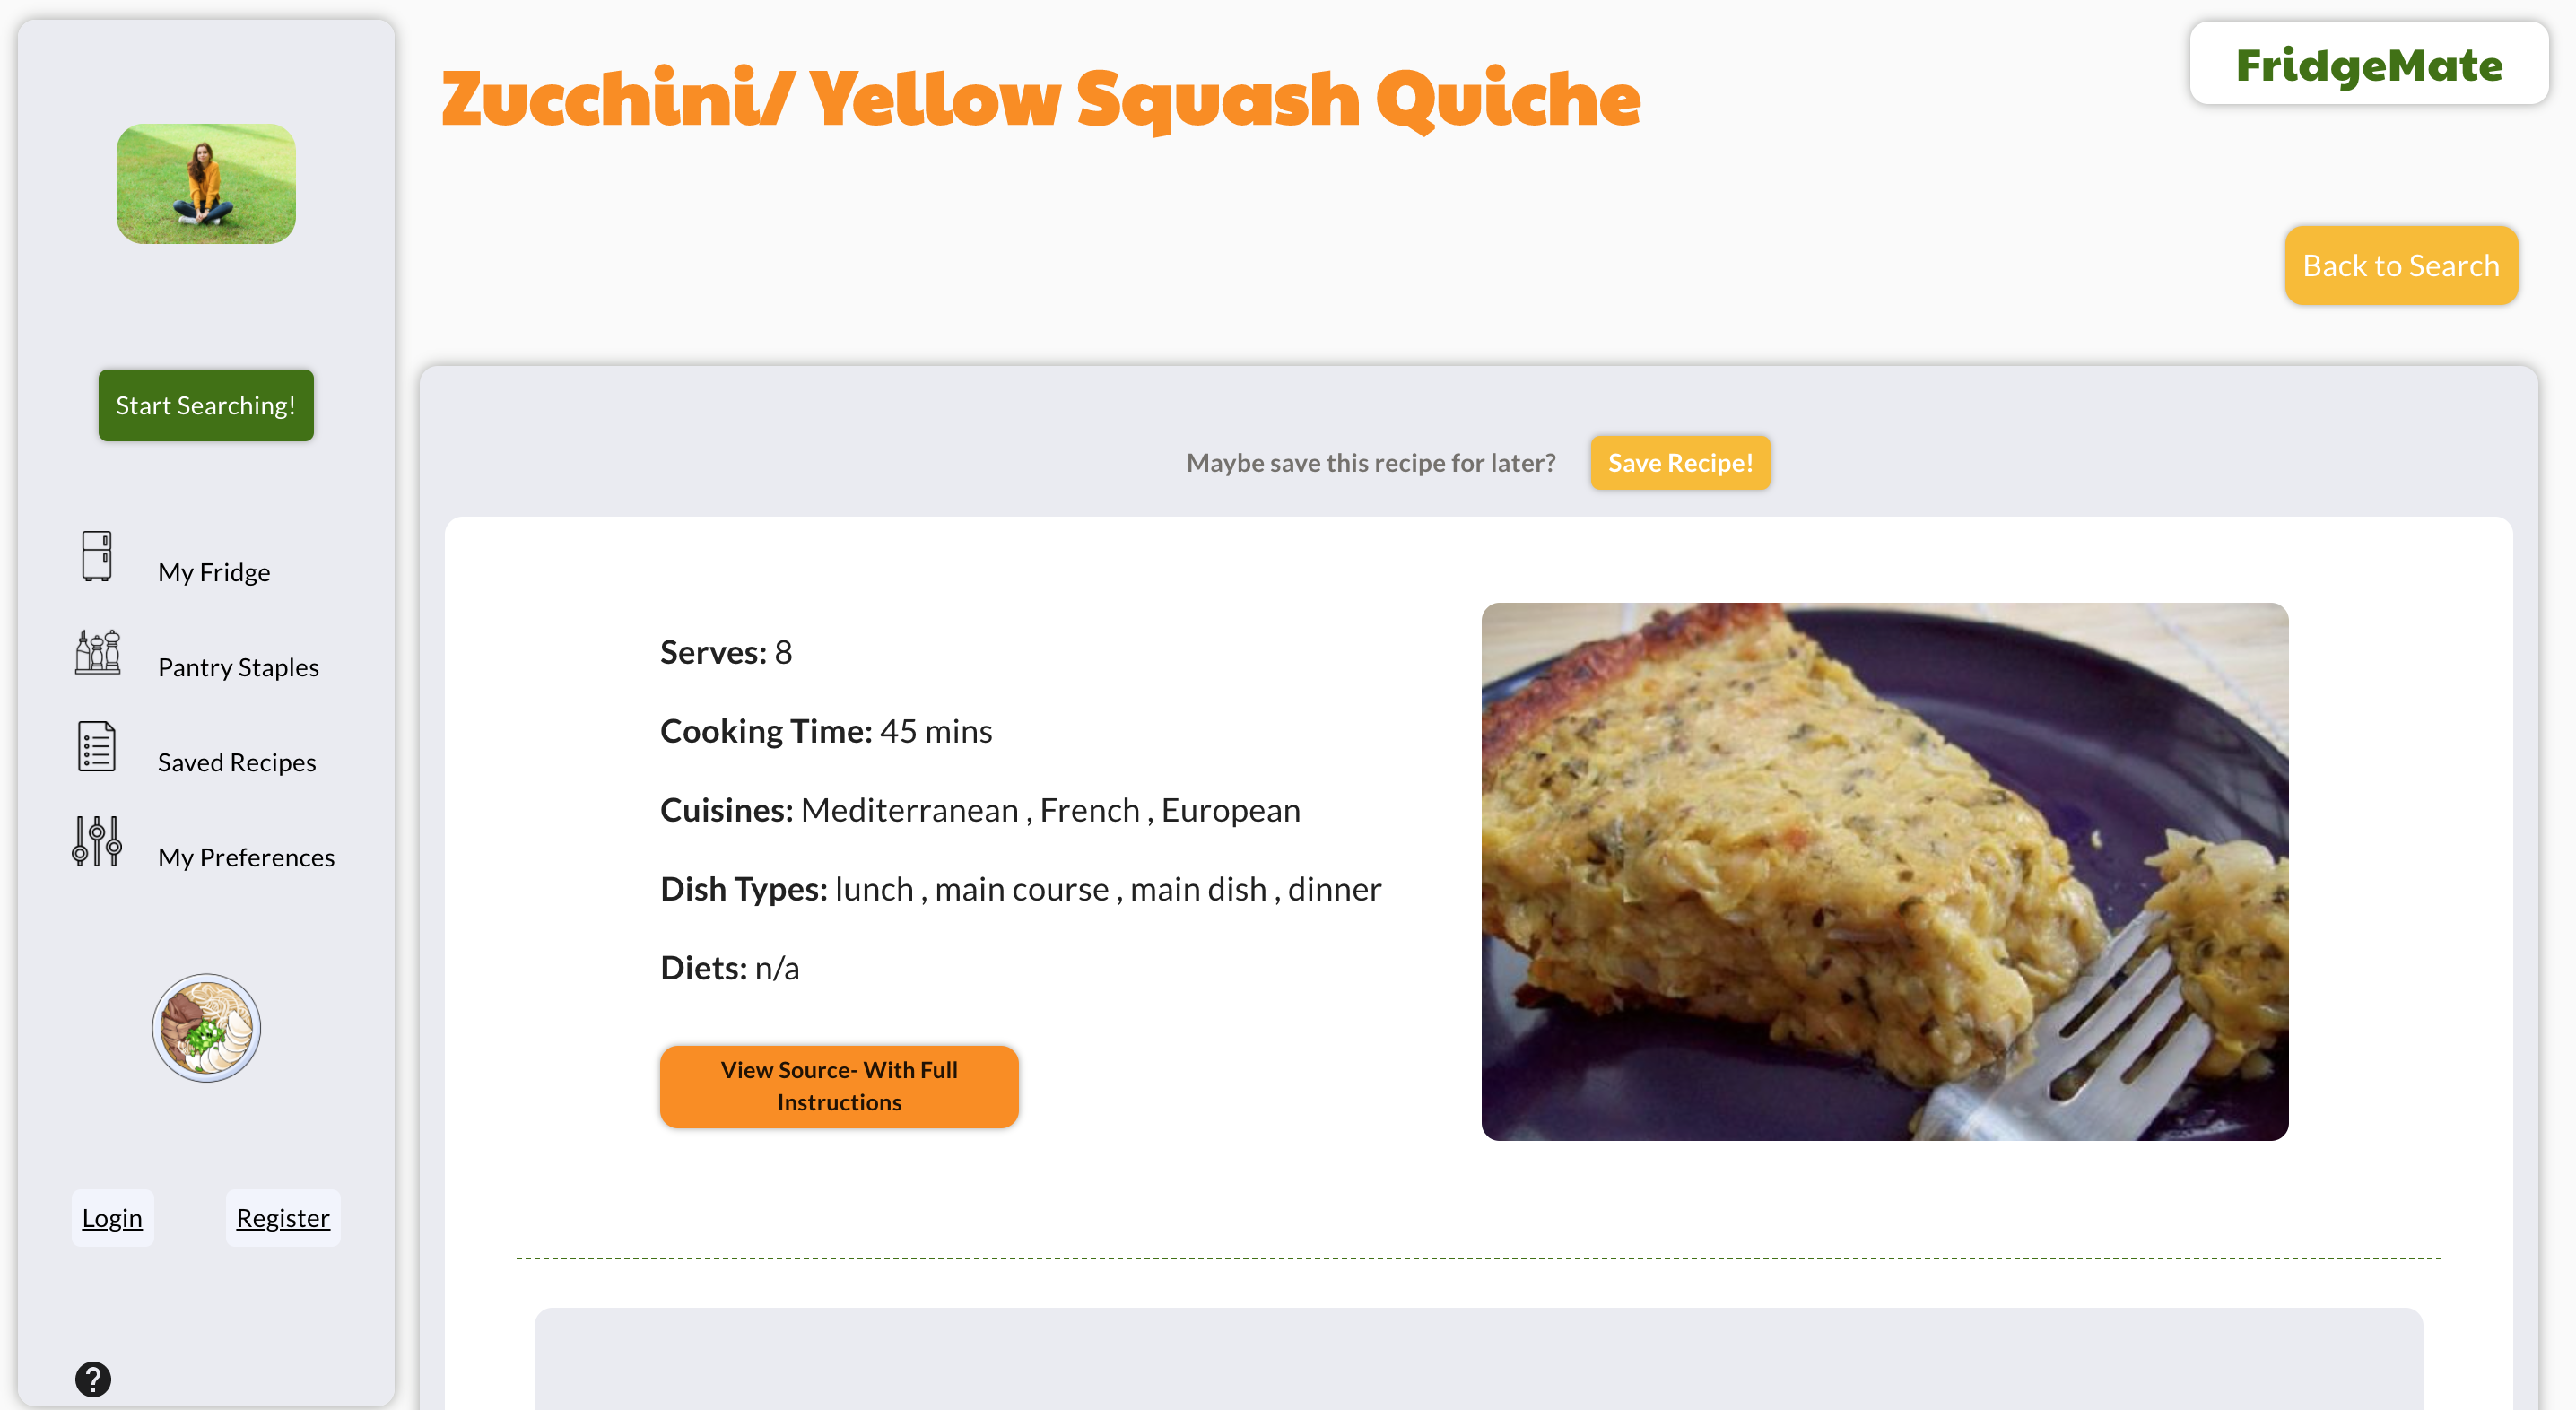 Zucchini/ Yellow Squash Quiche
FridgeMate
Back to Search
Start Searching!
My Fridge
Pantry Staples
Saved Recipes
My Preferences
Login
Register
?
Maybe save this recipe for later?
Save Recipe!
Serves: 8
Cooking Time: 45 mins
Cuisines: Mediterranean , French , European
Dish Types: lunch , main course , main dish , dinner
Diets: n/a
View Source- With Full
Instructions